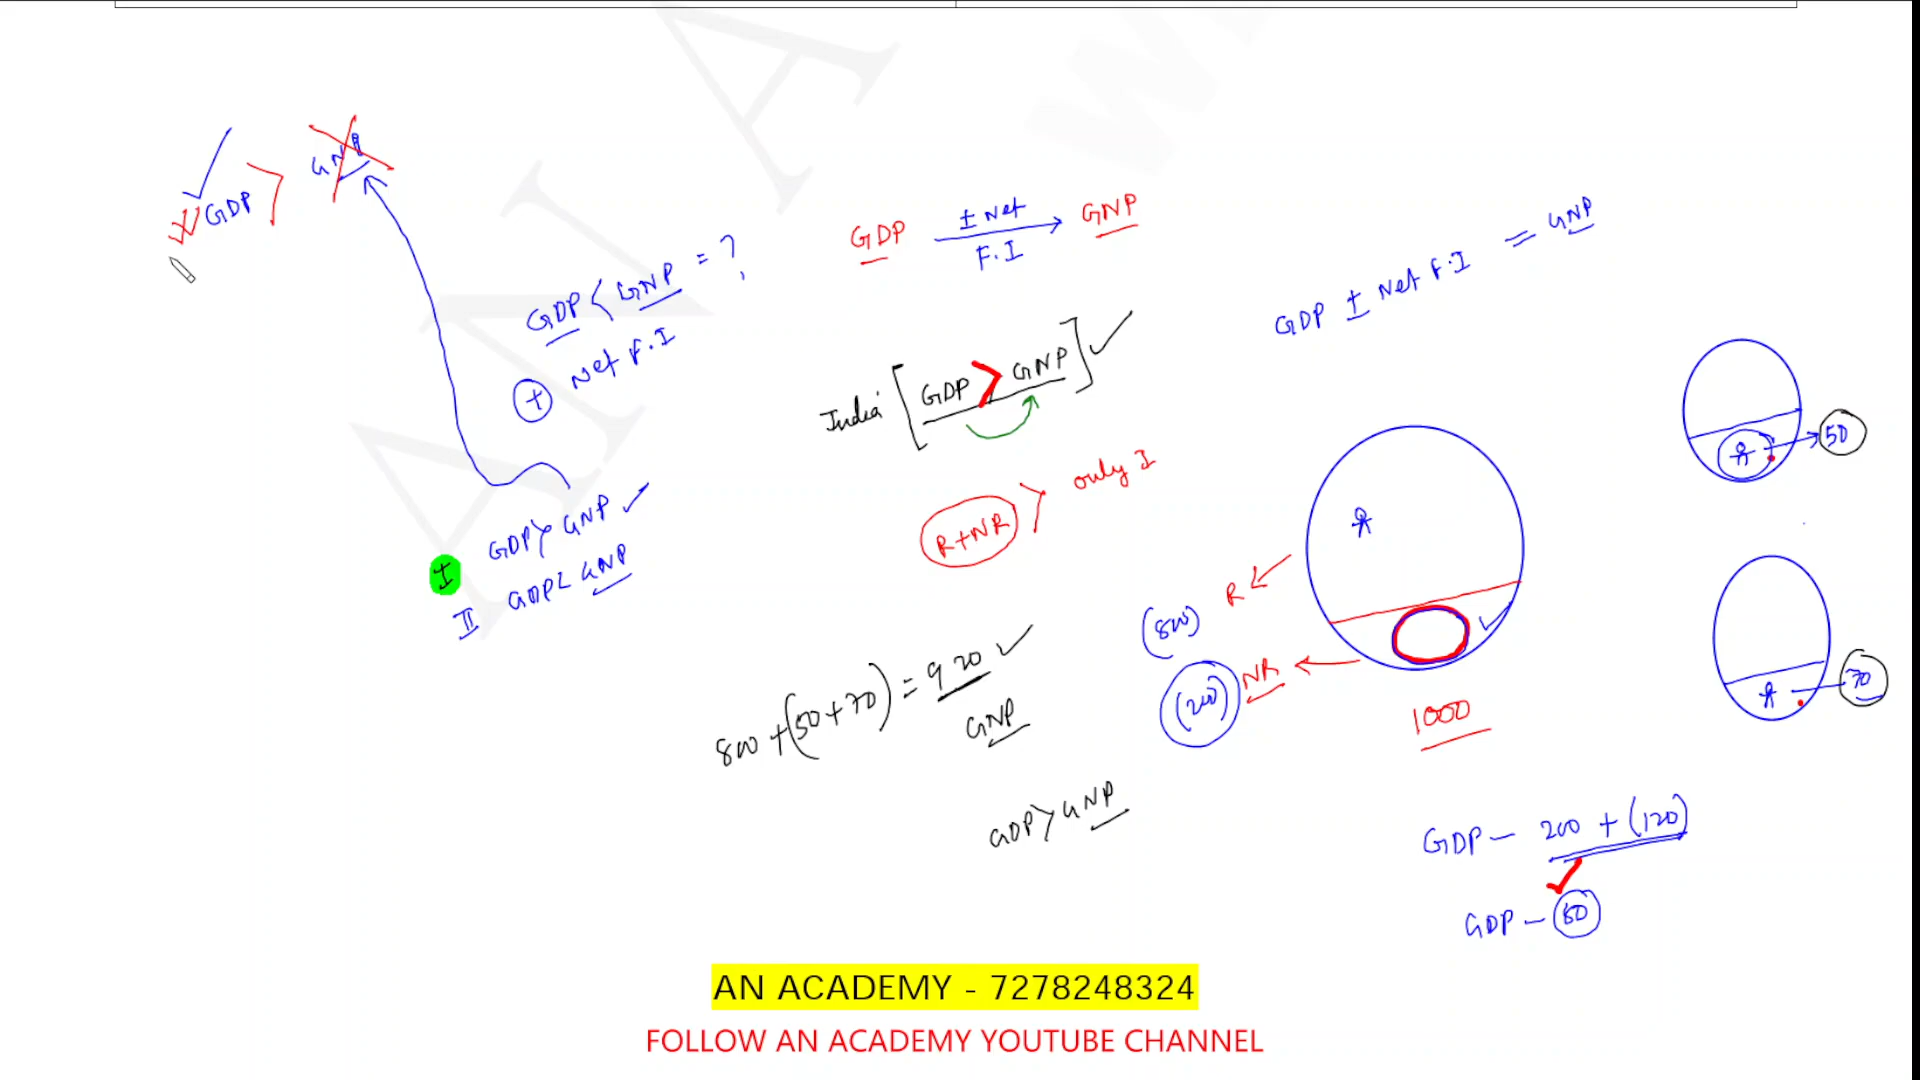 GDP > GNP
GDP ± Net F.I → GNP
GDP ± Net F.I = GNP
GDP < GNP = ?
+ Net F.I
India [GDP > GNP]
50
R+NR > only I
I GDP > GNP
II GDP < GNP
R
(800)
(200) NR
70
1000
800 + (50+70) = 920
GNP
GDP > GNP
GDP - 200 + (120)
GDP - 80
AN ACADEMY - 7278248324
FOLLOW AN ACADEMY YOUTUBE CHANNEL